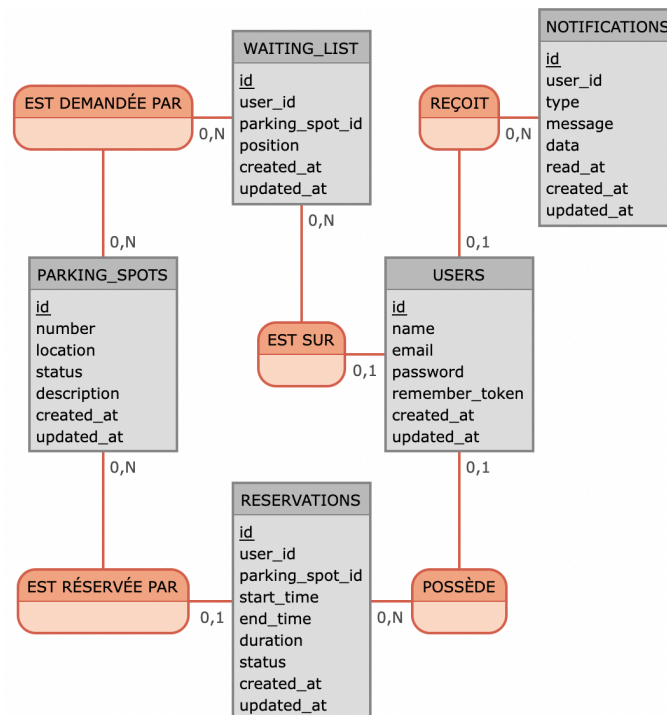 NOTIFICATIONS
id
user_id
type
message
data
read_at
created_at
updated_at
WAITING_LIST
id
user_id
parking_spot_id
position
created_at
updated_at
EST DEMANDÉE PAR
0,N
REÇOIT
0,N
0,N
0,N
0,1
PARKING_SPOTS
id
number
location
status
description
created_at
updated_at
USERS
id
name
email
password
remember_token
created_at
updated_at
EST SUR
0,1
0,N
0,1
RESERVATIONS
id
user_id
parking_spot_id
start_time
end_time
duration
status
created_at
updated_at
EST RÉSERVÉE PAR
0,1
POSSÈDE
0,N